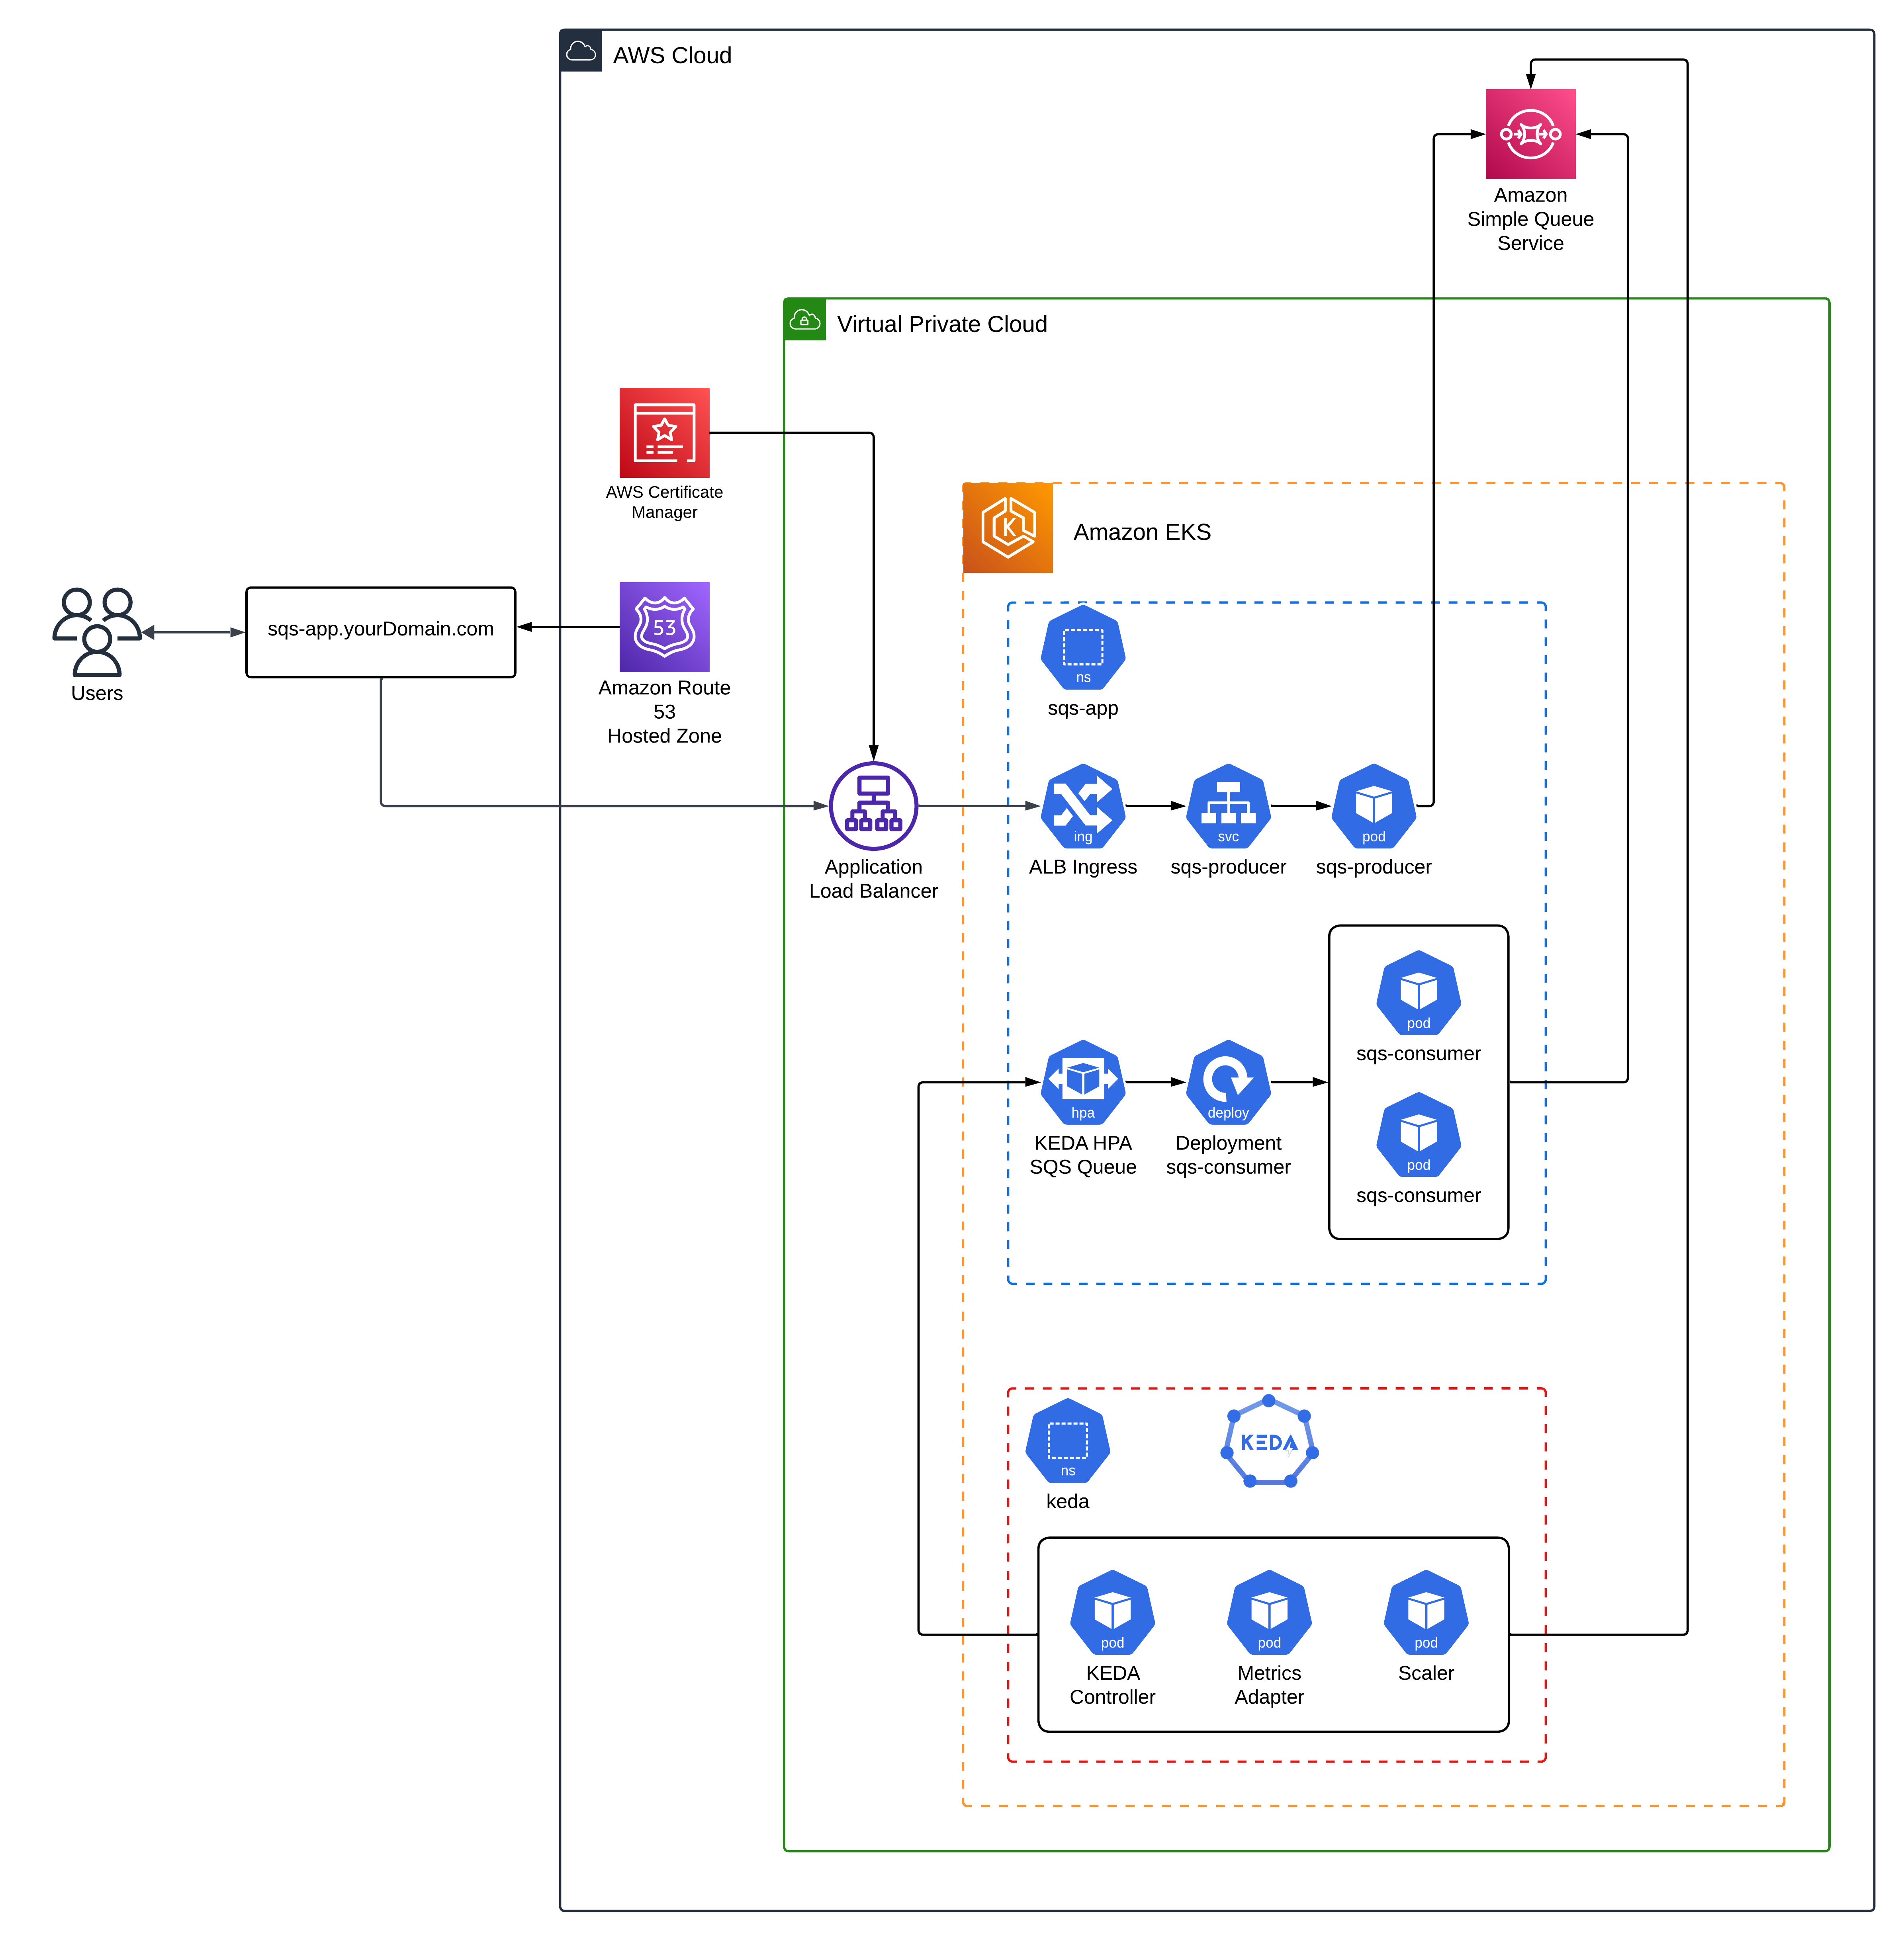 AWS Cloud
Amazon
Simple Queue
Service
Virtual Private Cloud
AWS Certificate
Manager
Amazon EKS
Users
sqs-app.yourDomain.com
53
Amazon Route
53
Hosted Zone
ns
sqs-app
Application
Load Balancer
ing
ALB Ingress
svc
sqs-producer
pod
sqs-producer
hpa
KEDA HPA
SQS Queue
deploy
Deployment
sqs-consumer
pod
sqs-consumer
pod
sqs-consumer
ns
keda
KEDA
pod
KEDA
Controller
pod
Metrics
Adapter
pod
Scaler